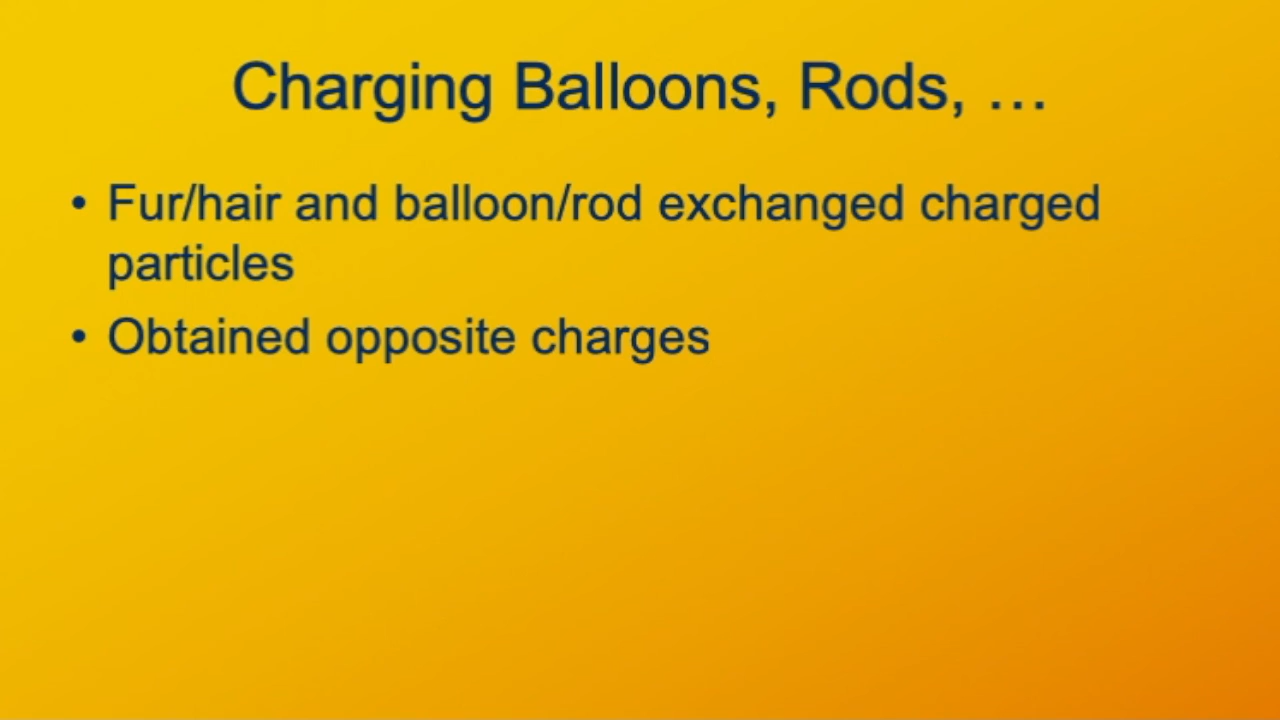 Charging Balloons, Rods, …
• Fur/hair and balloon/rod exchanged charged
particles
• Obtained opposite charges